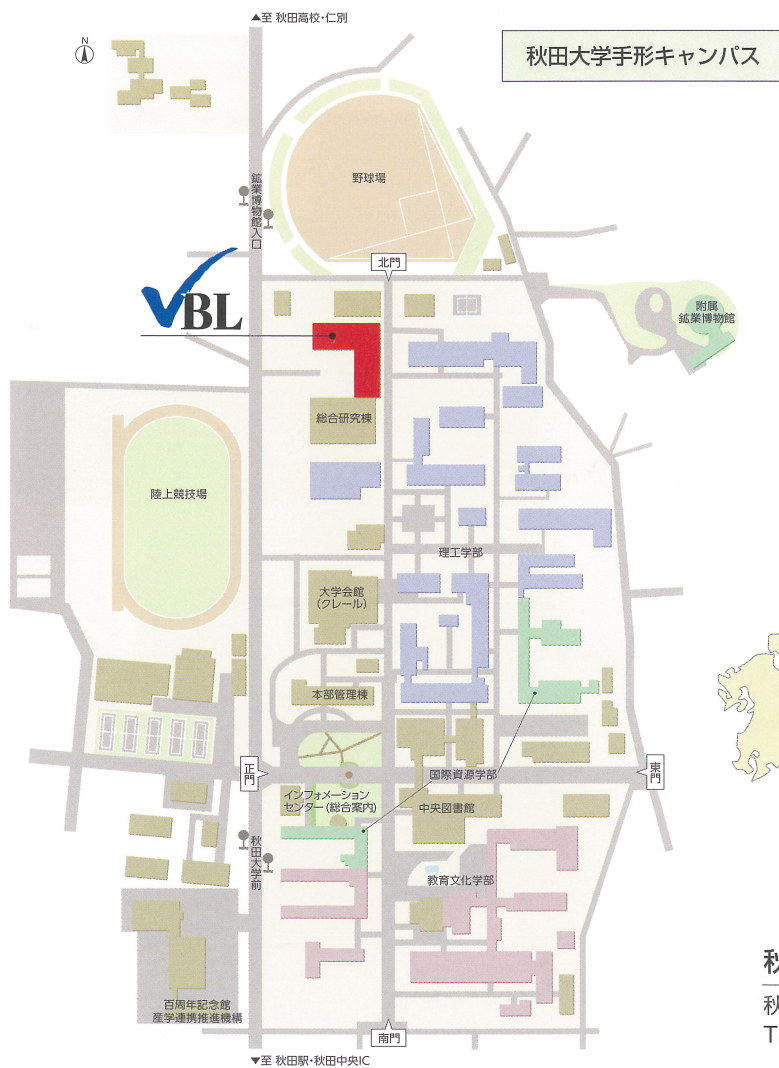 ▲至 秋田高校・仁別
N
秋田大学手形キャンパス
鉱業博物館入口
野球場
北門
VBL
附属
鉱業博物館
総合研究棟
陸上競技場
理工学部
大学会館
(クレール)
本部管理棟
正門
国際資源学部
東門
インフォメーション
センター(総合案内)
中央図書館
秋田大学前
教育文化学部
秋
秋
T
百周年記念館
産学連携推進機構
南門
▼至 秋田駅・秋田中央IC